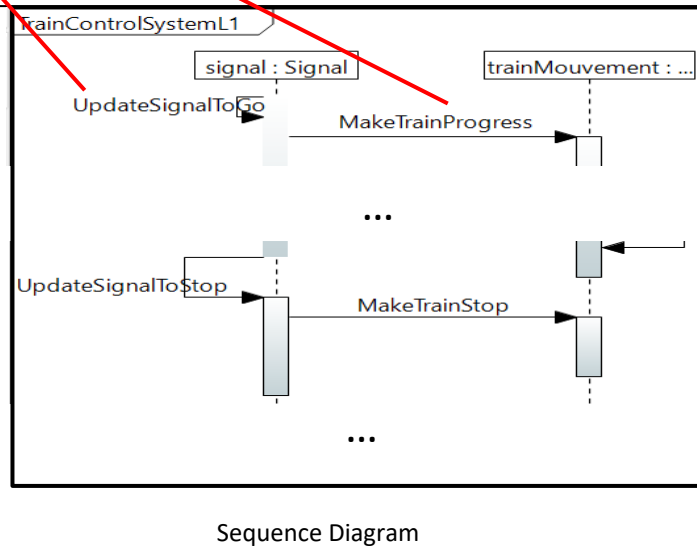 TrainControlSystemL1
signal : Signal
trainMouvement : ...
UpdateSignalToGo
MakeTrainProgress
...
UpdateSignalToStop
MakeTrainStop
...
Sequence Diagram